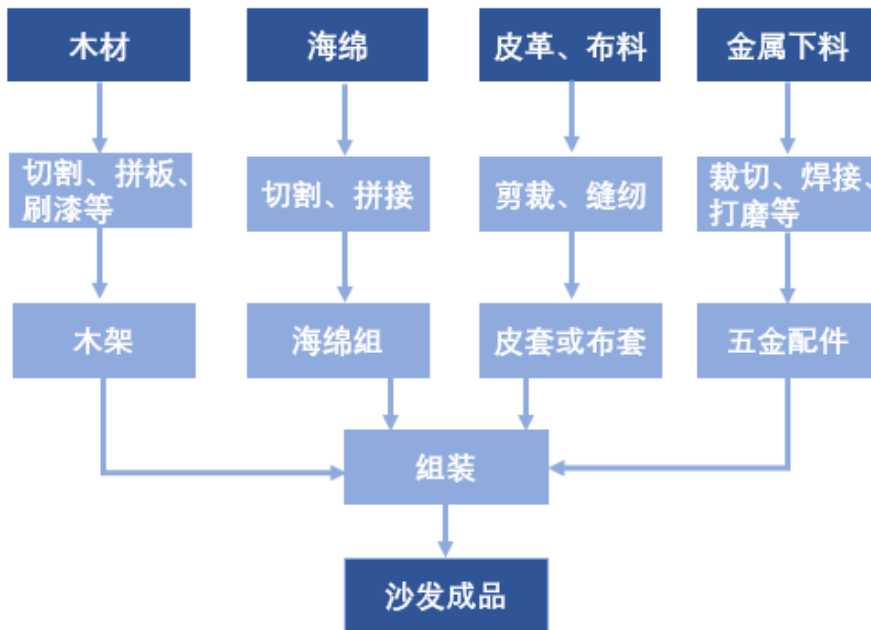 木材
海绵
皮革、布料
金属下料
切割、拼板、
刷漆等
切割、拼接
剪裁、缝纫
裁切、焊接、
打磨等
木架
海绵组
皮套或布套
五金配件
组装
沙发成品